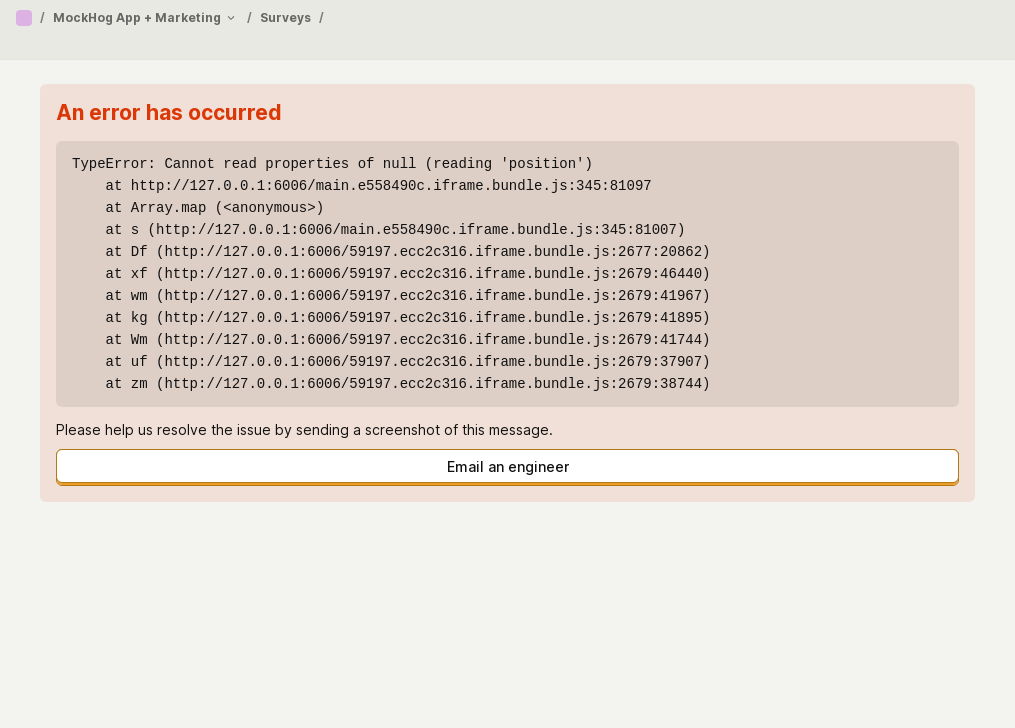 / MockHog App + Marketing / Surveys /
An error has occurred
TypeError: Cannot read properties of null (reading 'position')
    at http://127.0.0.1:6006/main.e558490c.iframe.bundle.js:345:81097
    at Array.map (<anonymous>)
    at s (http://127.0.0.1:6006/main.e558490c.iframe.bundle.js:345:81007)
    at Df (http://127.0.0.1:6006/59197.ecc2c316.iframe.bundle.js:2677:20862)
    at xf (http://127.0.0.1:6006/59197.ecc2c316.iframe.bundle.js:2679:46440)
    at wm (http://127.0.0.1:6006/59197.ecc2c316.iframe.bundle.js:2679:41967)
    at kg (http://127.0.0.1:6006/59197.ecc2c316.iframe.bundle.js:2679:41895)
    at Wm (http://127.0.0.1:6006/59197.ecc2c316.iframe.bundle.js:2679:41744)
    at uf (http://127.0.0.1:6006/59197.ecc2c316.iframe.bundle.js:2679:37907)
    at zm (http://127.0.0.1:6006/59197.ecc2c316.iframe.bundle.js:2679:38744)
Please help us resolve the issue by sending a screenshot of this message.
Email an engineer